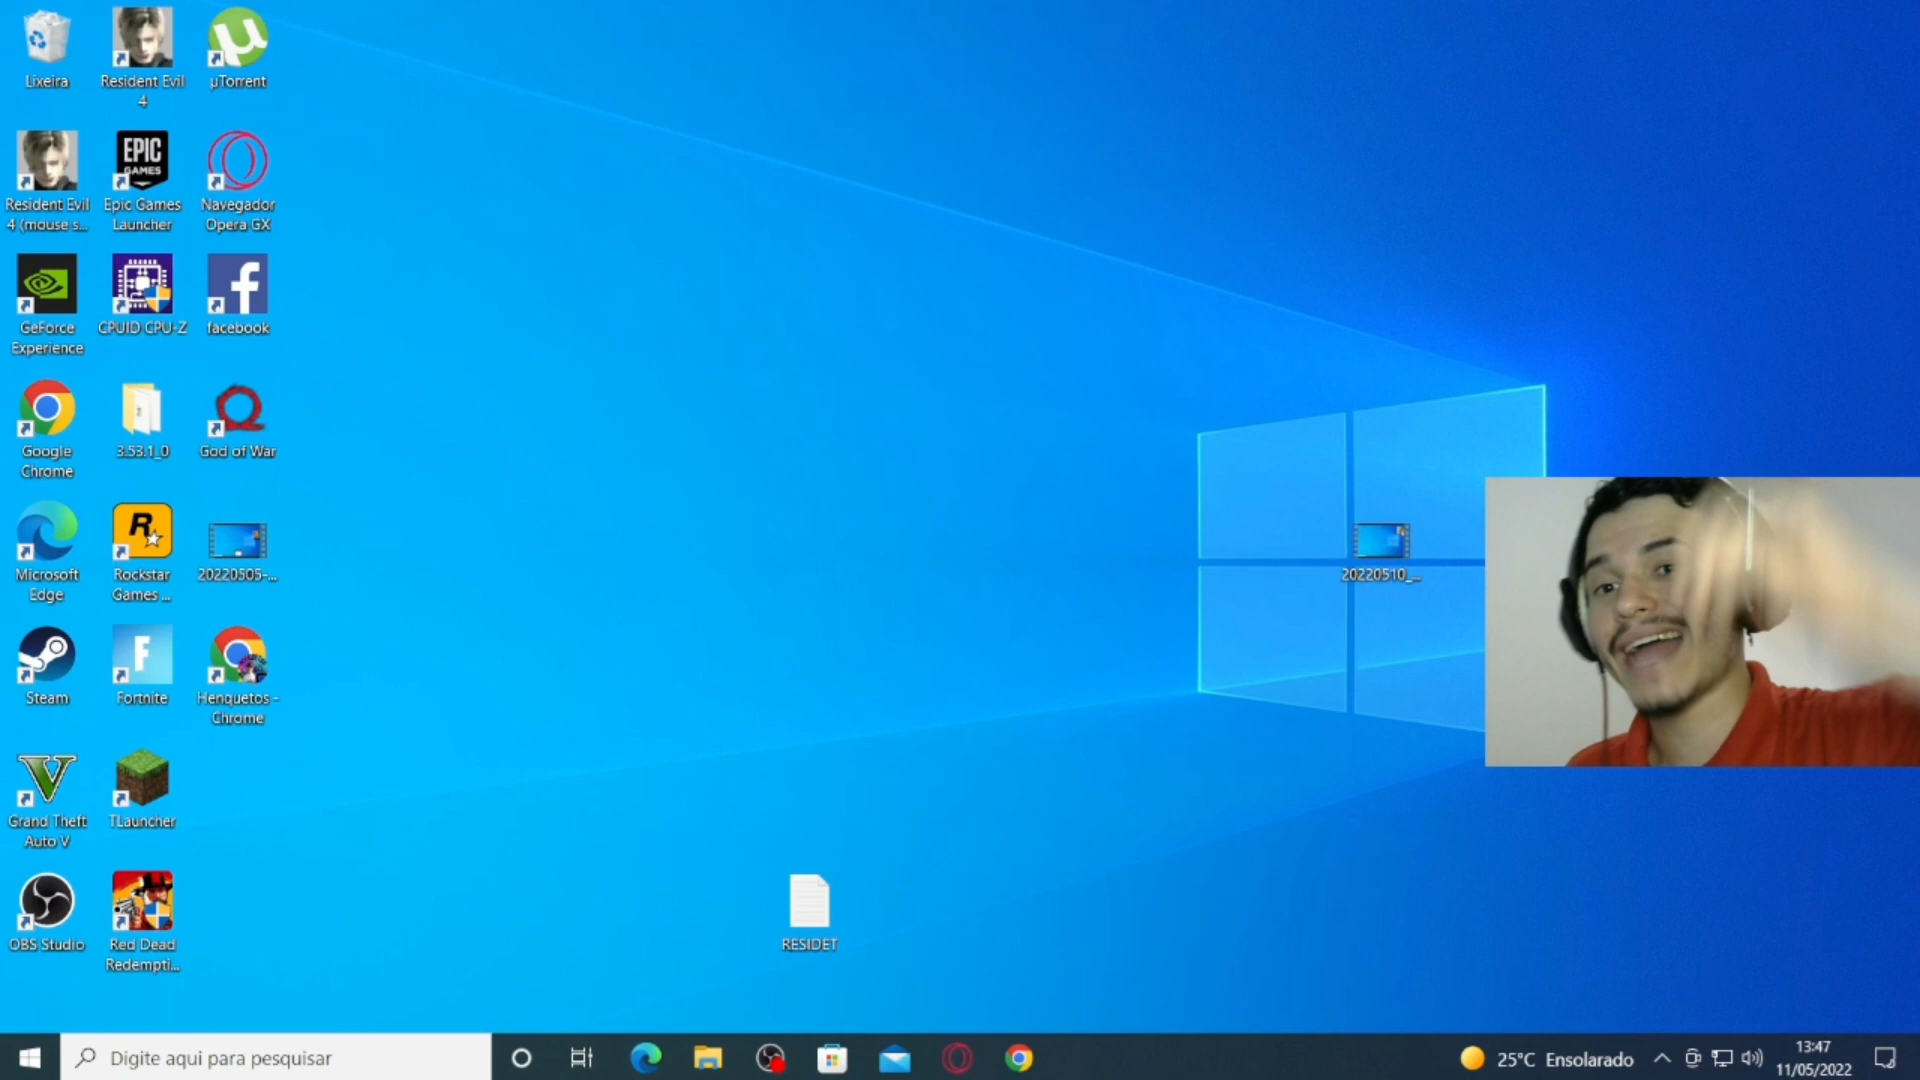 Lixeira
Resident Evil
4
µTorrent
EPIC
GAMES
Resident Evil
4 (mouse s...
Epic Games
Launcher
Navegador
Opera GX
GeForce
Experience
CPUID CPU-Z
facebook
Google
Chrome
3.53.1_0
God of War
Microsoft
Edge
Rockstar
Games ...
20220505-...
20220510_...
Steam
Fortnite
Henquetos -
Chrome
Grand Theft
Auto V
TLauncher
OBS Studio
Red Dead
Redempti...
RESIDET
Digite aqui para pesquisar
25°C Ensolarado
13:47
11/05/2022